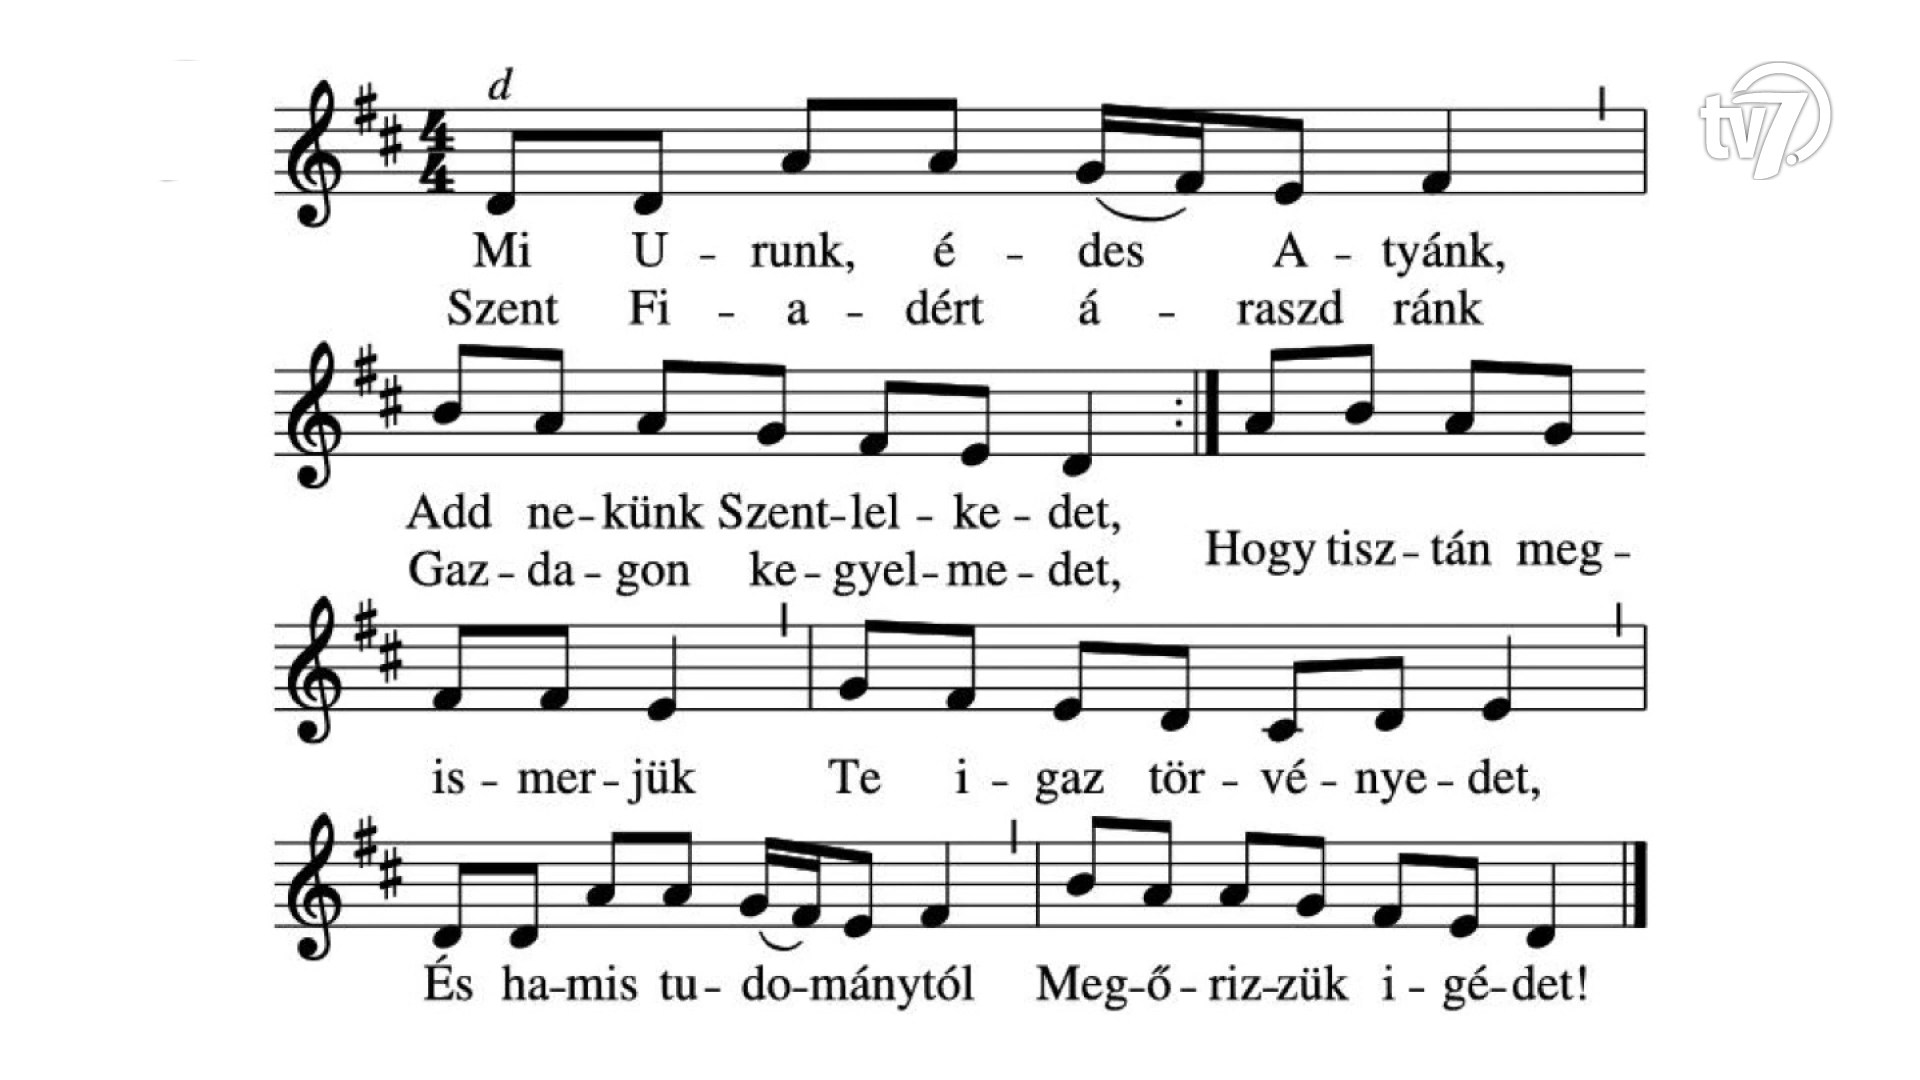 tv7.
d
4
4
Mi U - runk, é - des A - tyánk,
Szent Fi - a - dért á - raszd ránk
Add ne - künk Szent - lel - ke - det,
Gaz - da - gon ke - gyel - me - det,
Hogy tisz - tán meg -
is - mer - jük Te i - gaz tör - vé - nye - det,
És ha - mis tu - do - mánytól Meg - ő - riz - zük i - gé - det!